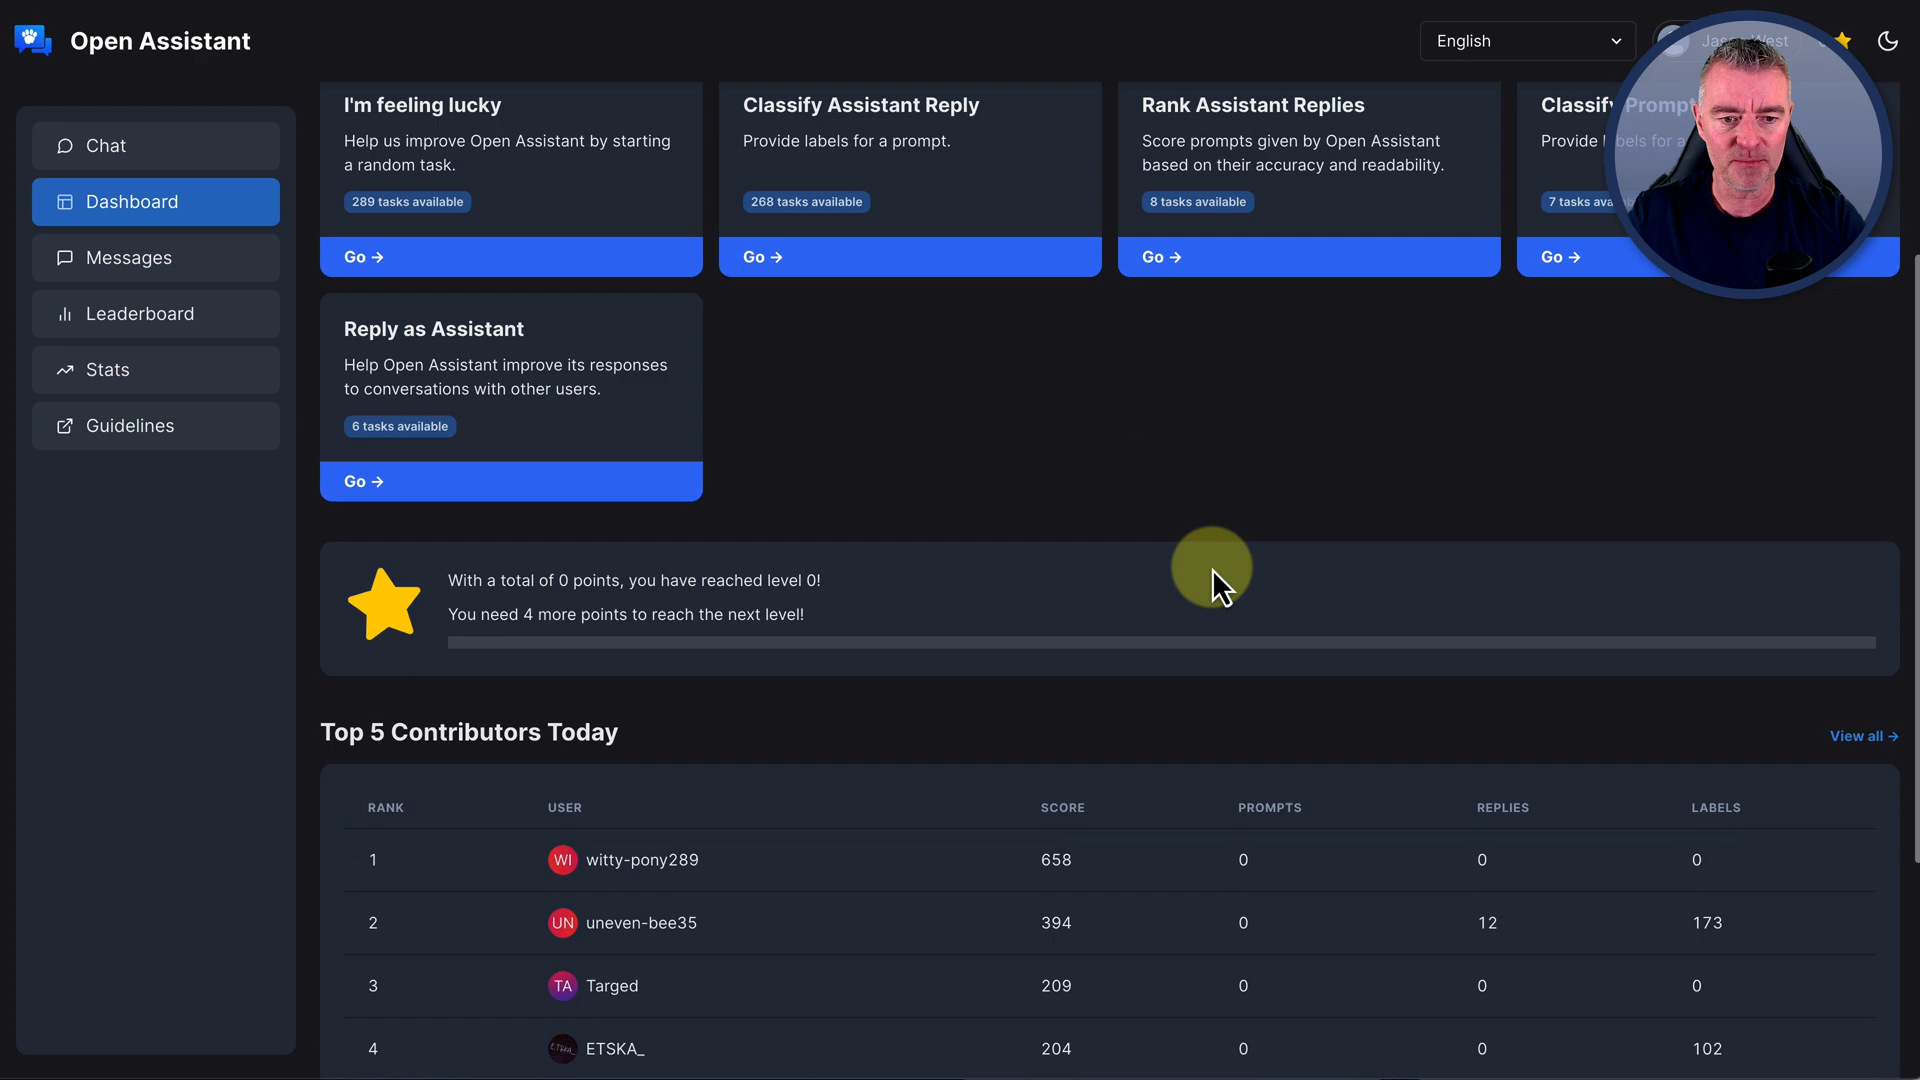 Open Assistant
English
Chat
Dashboard
Messages
Leaderboard
Stats
Guidelines
I'm feeling lucky
Help us improve Open Assistant by starting
a random task.
289 tasks available
Go →
Classify Assistant Reply
Provide labels for a prompt.
268 tasks available
Go →
Rank Assistant Replies
Score prompts given by Open Assistant
based on their accuracy and readability.
8 tasks available
Go →
Classify Prompt
Provide labels for a
7 tasks
Go →
Reply as Assistant
Help Open Assistant improve its responses
to conversations with other users.
6 tasks available
Go →
With a total of 0 points, you have reached level 0!
You need 4 more points to reach the next level!
Top 5 Contributors Today
View all →
RANK USER SCORE PROMPTS REPLIES LABELS
1 WI witty-pony289 658 0 0 0
2 UN uneven-bee35 394 0 12 173
3 TA Targed 209 0 0 0
4 ETSKA_ ETSKA_ 204 0 0 102